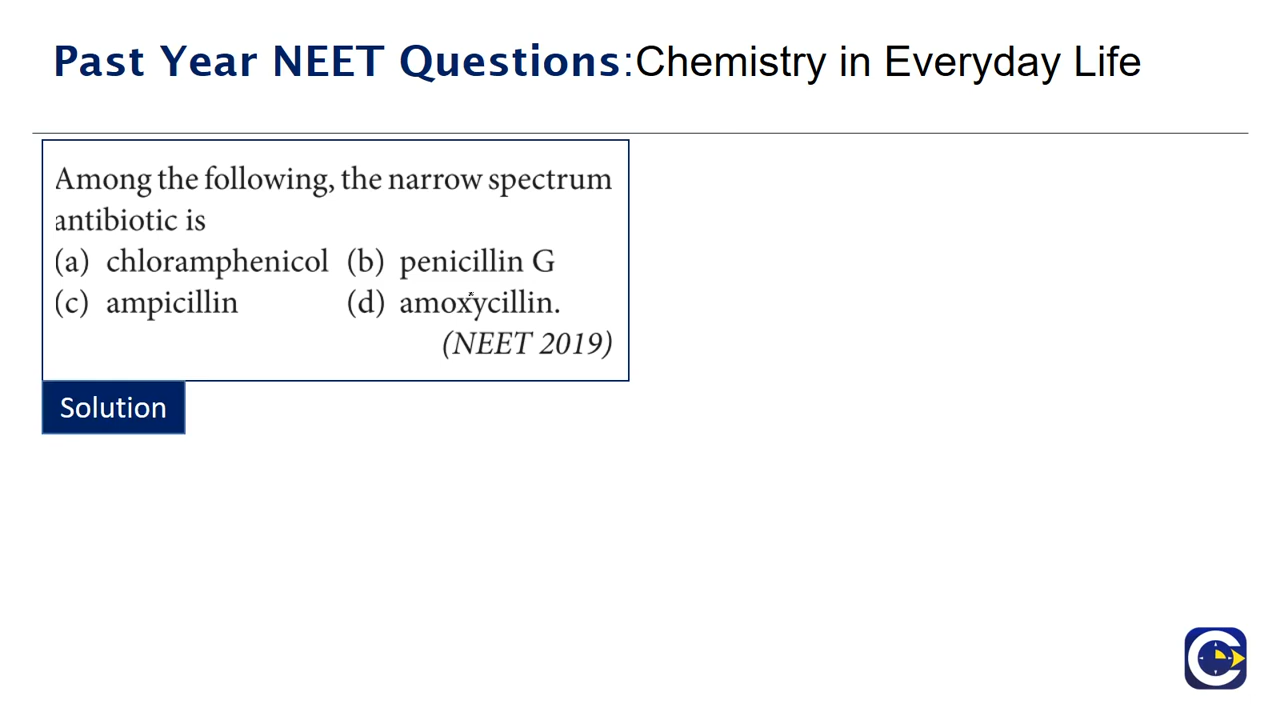 Past Year NEET Questions:Chemistry in Everyday Life
Among the following, the narrow spectrum
antibiotic is
(a) chloramphenicol (b) penicillin G
(c) ampicillin (d) amoxycillin.
(NEET 2019)
Solution